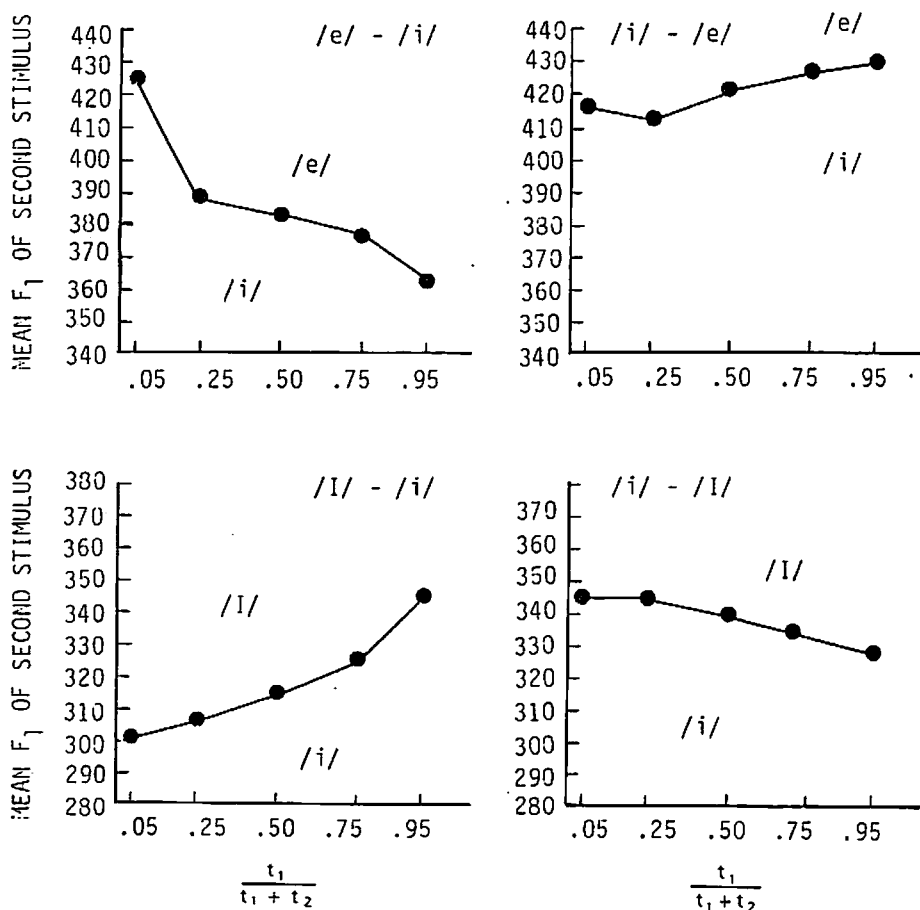 MEAN F1 OF SECOND STIMULUS
440
430
420
410
400
390
380
370
360
350
340
/e/ - /i/
/e/
/i/
.05 .25 .50 .75 .95
440
430
420
410
400
390
380
370
360
350
340
/i/ - /e/
/e/
/i/
.05 .25 .50 .75 .95
MEAN F1 OF SECOND STIMULUS
380
370
360
350
340
330
320
310
300
290
280
/I/ - /i/
/I/
/i/
.05 .25 .50 .75 .95
t1
t1 + t2
380
370
360
350
340
330
320
310
300
290
280
/i/ - /I/
/I/
/i/
.05 .25 .50 .75 .95
t1
t1 + t2